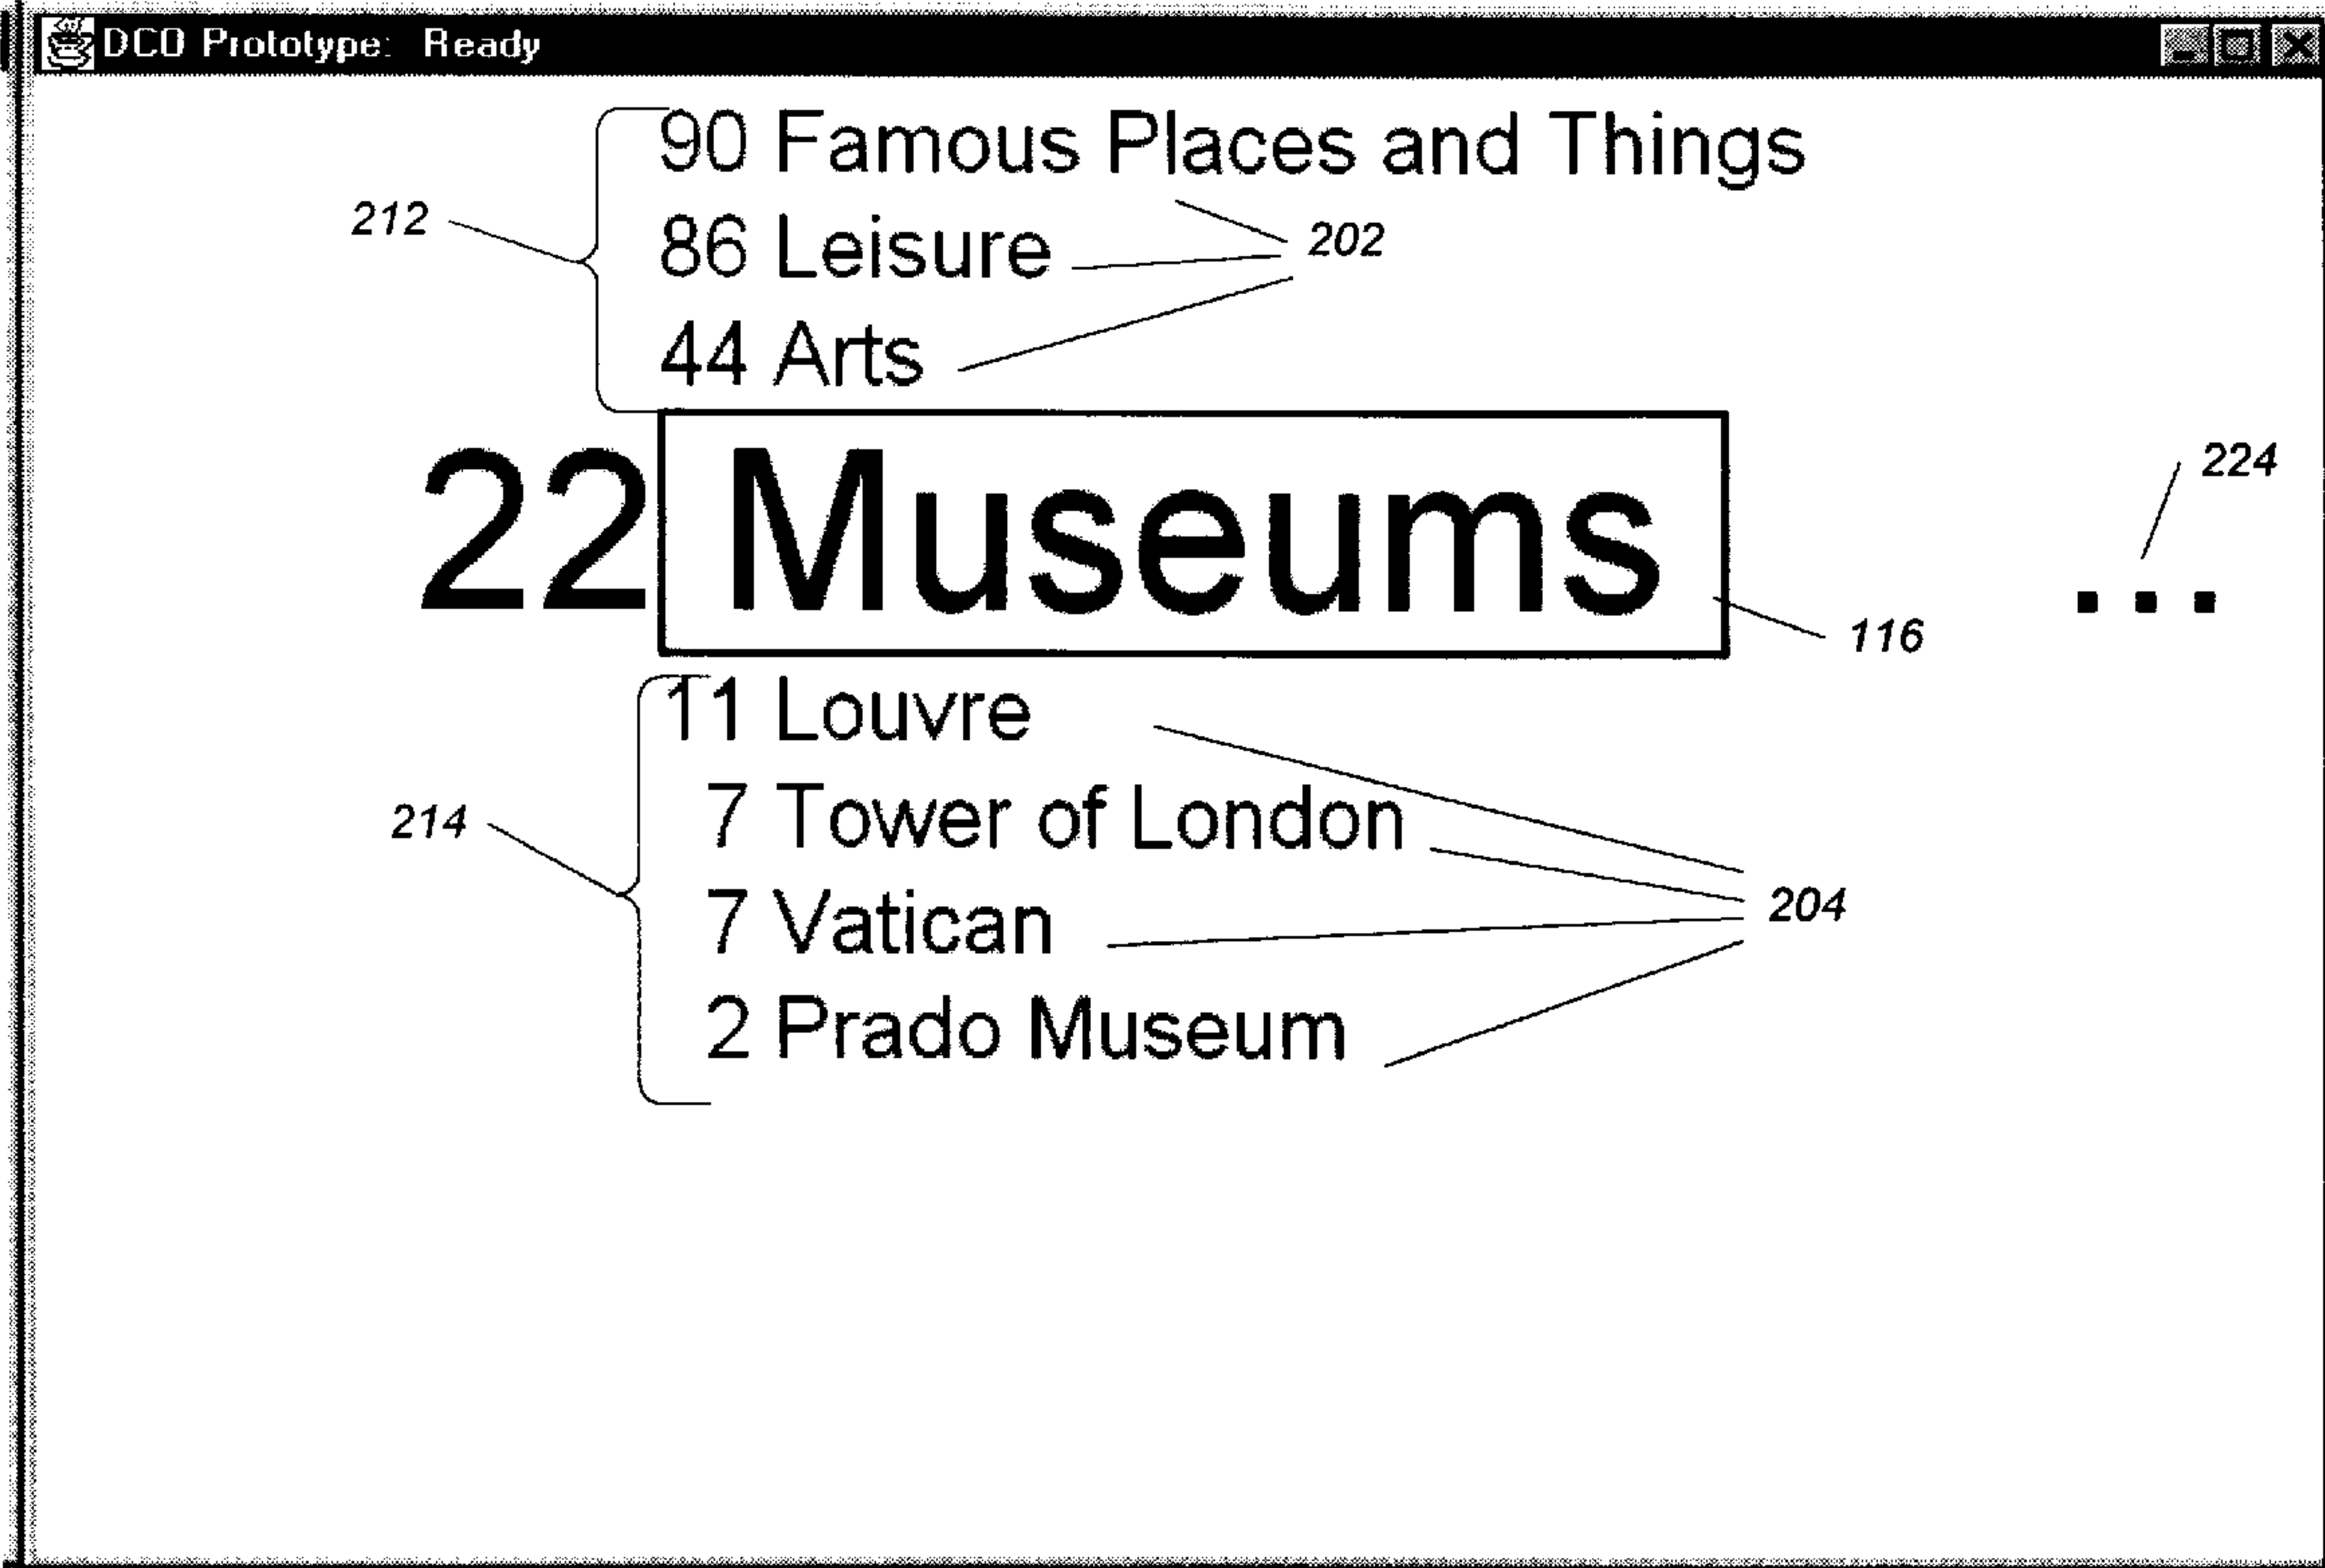 DCO Prototype: Ready
90 Famous Places and Things
212
86 Leisure
202
44 Arts
22 Museums
224
...
116
11 Louvre
7 Tower of London
214
7 Vatican
204
2 Prado Museum